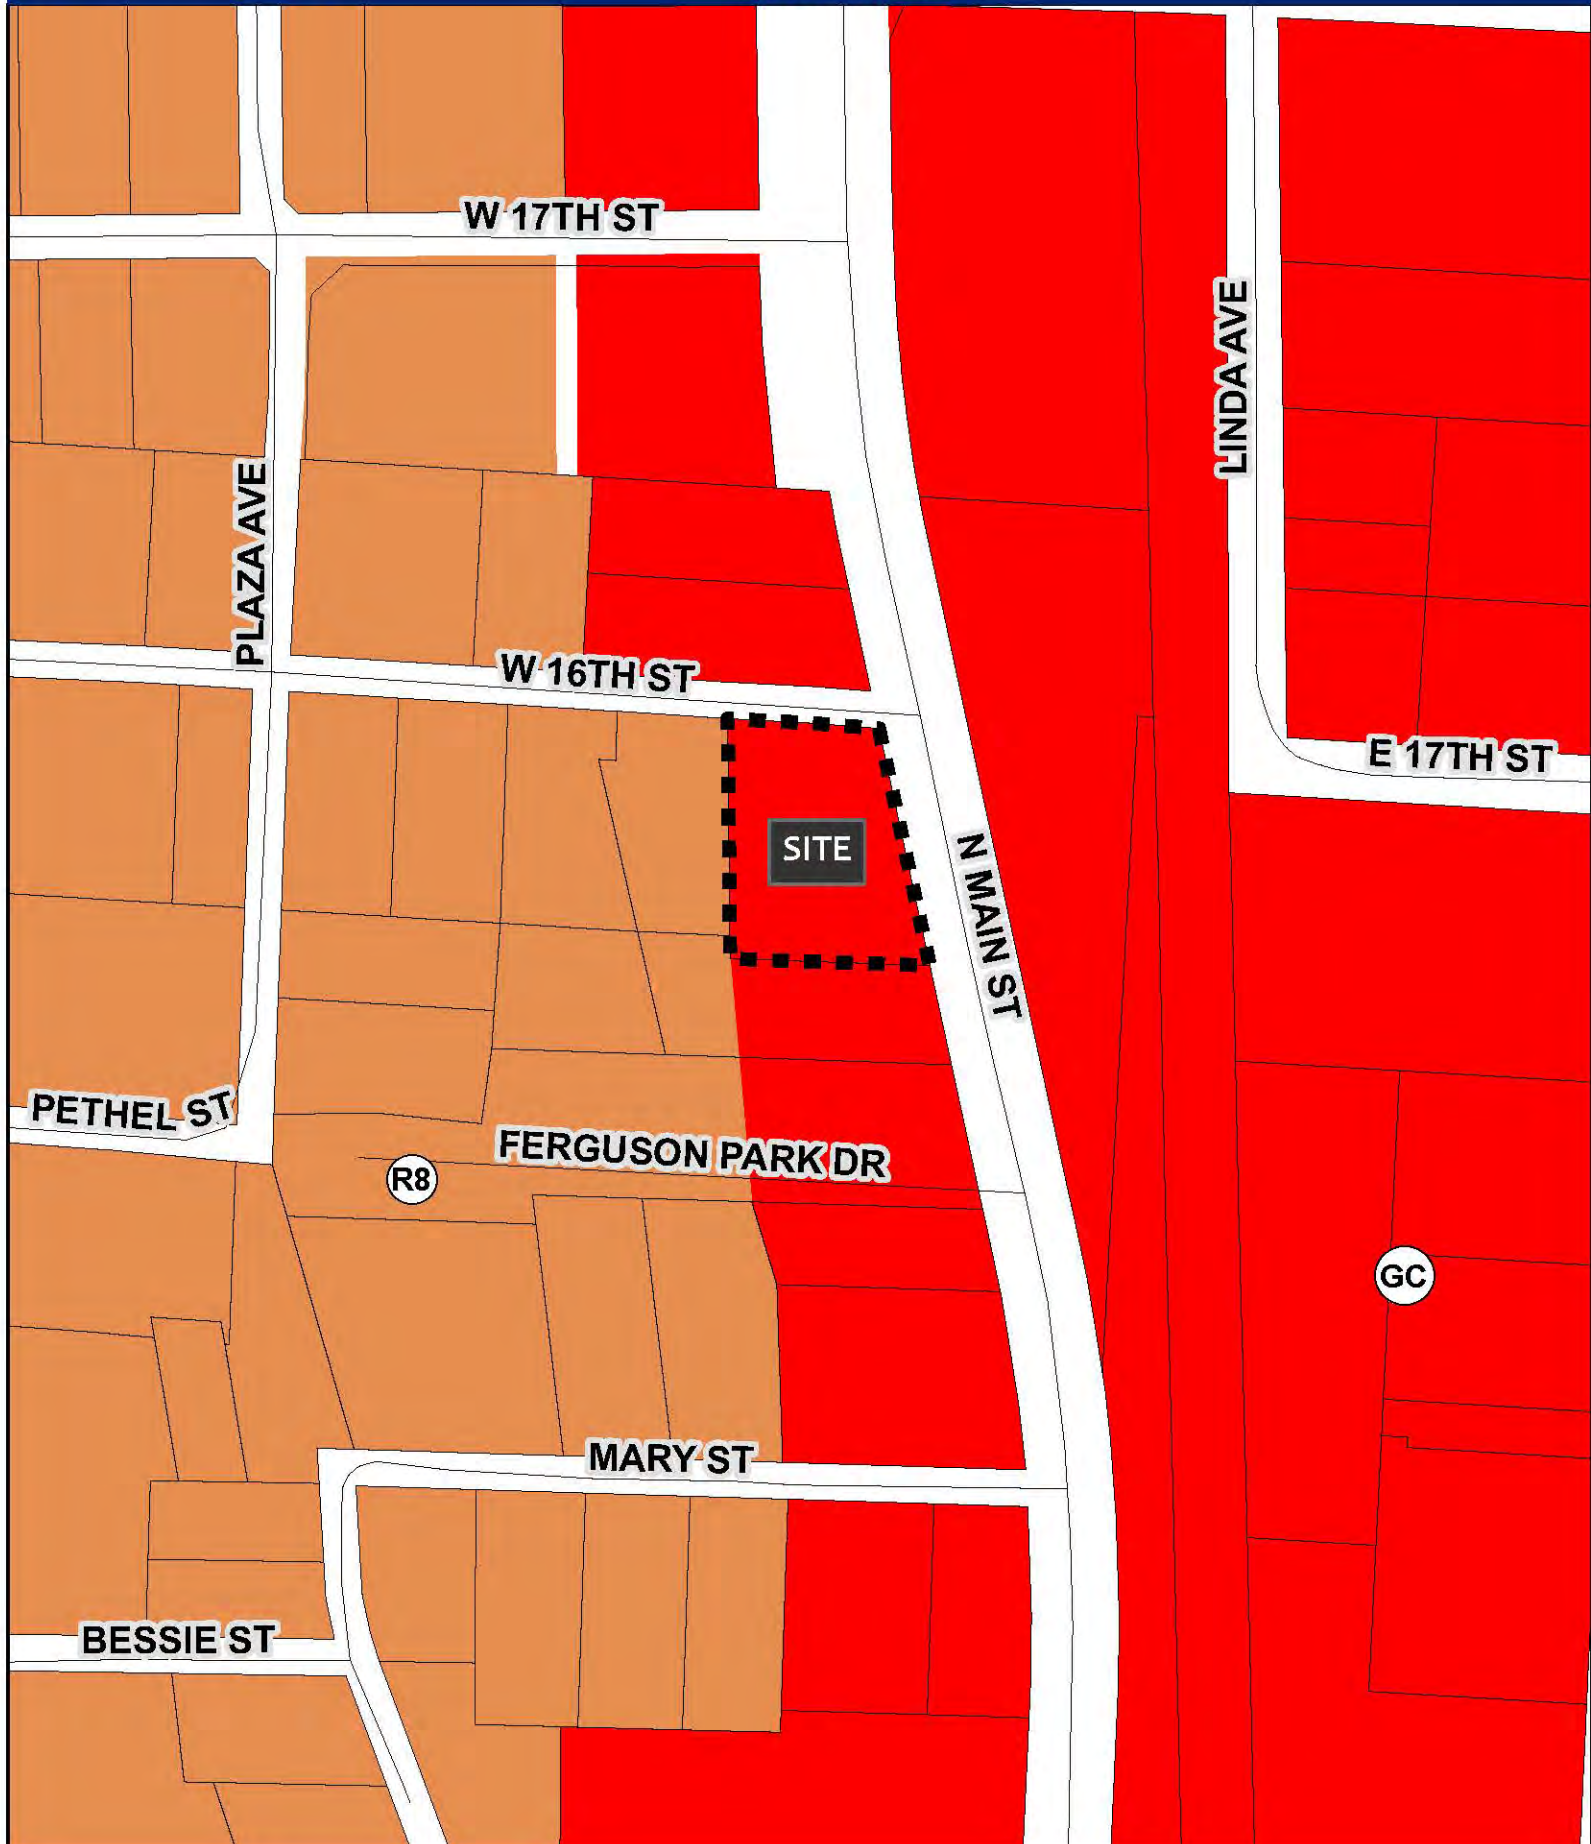 W 17TH ST
LINDA AVE
PLAZA AVE
W 16TH ST
E 17TH ST
SITE
N MAIN ST
PETHEL ST
FERGUSON PARK DR
R8
GC
MARY ST
BESSIE ST